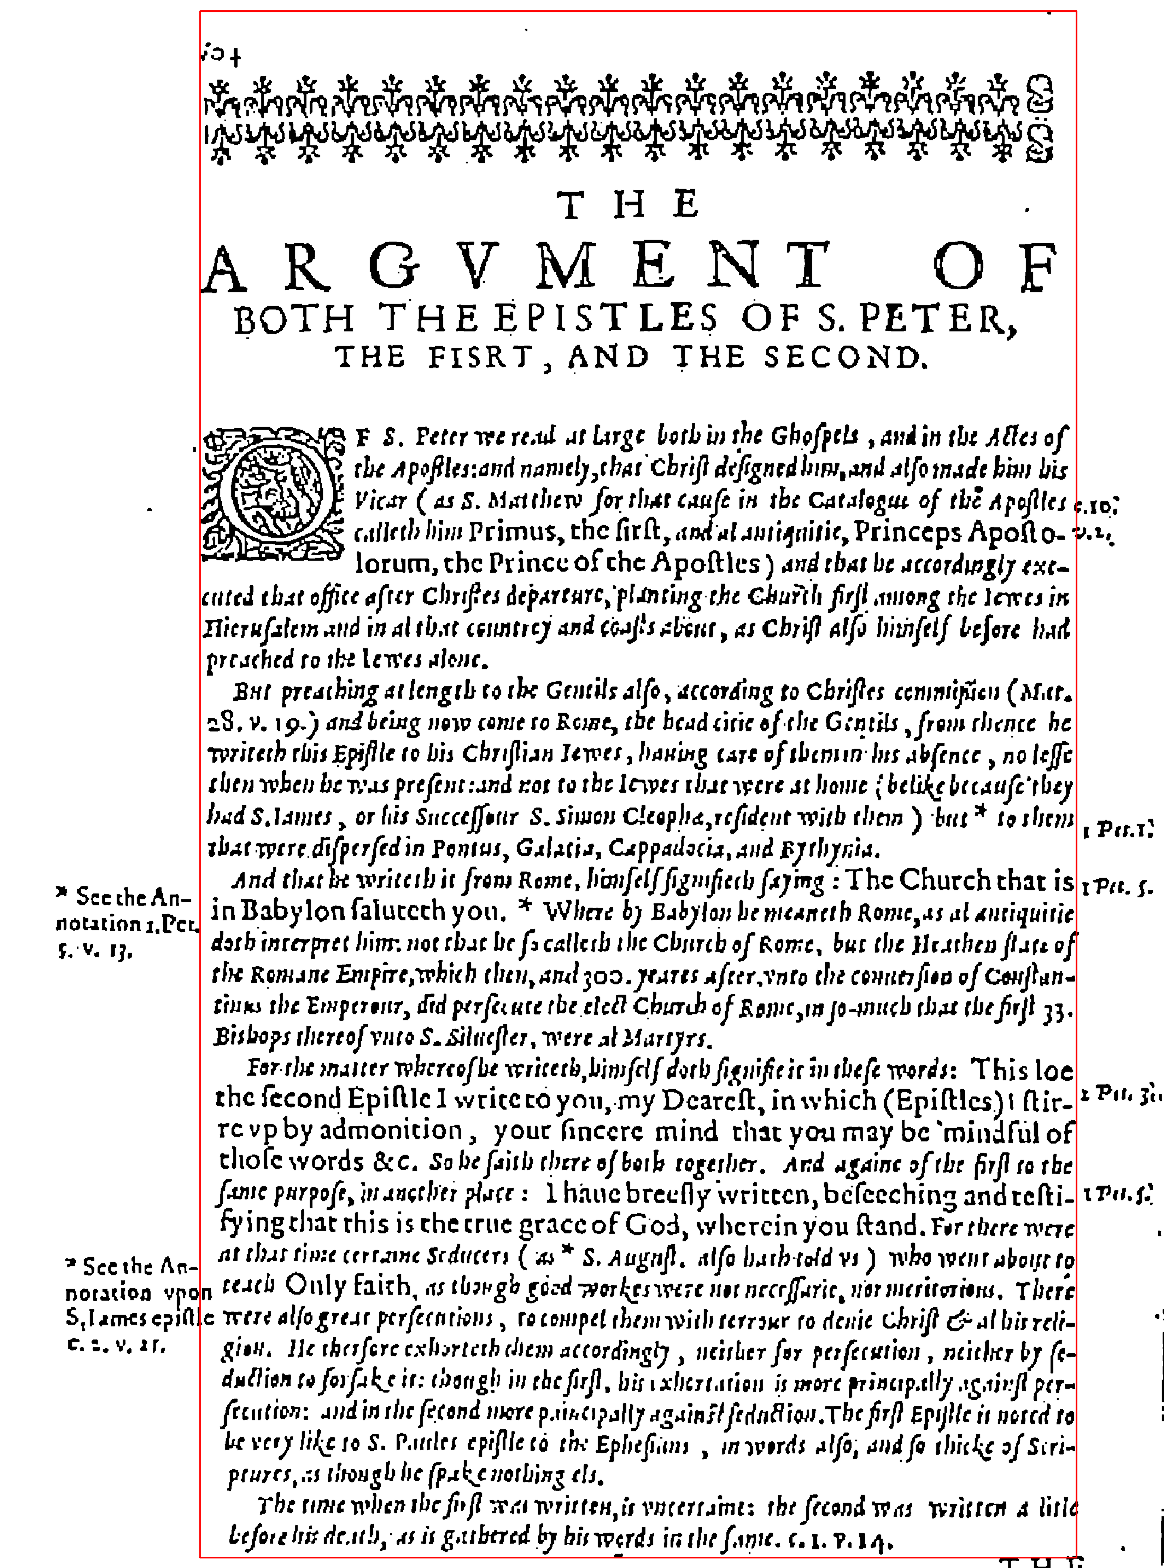 THE
ARGVMENT OF
BOTH THE EPISTLES OF S. PETER,
THE FISRT, AND THE SECOND.
OF S. Peter we read at large both in the Ghoſpels, and in the Actes of
the Apoſtles: and namely, that Chriſt deſigned him, and alſo made him his
Vicar (as S. Matthew for that cauſe in the Catalogue of the Apoſtles
calleth him Primus, the firſt, and al antiquitie, Princeps Apoſto-
lorum, the Prince of the Apoſtles) and that he accordingly exe-
cuted that office after Chriſtes departure, planting the Church firſt among the Iewes in
Hieruſalem and in al that countrey and coaſts about, as Chriſt alſo himſelf before had
preached to the Iewes alone.
But preaching at length to the Gentils alſo, according to Chriſtes commiſſion (Mat.
28. v. 19.) and being now come to Rome, the head citie of the Gentils, from thence he
writeth this Epiſtle to his Chriſtian Iewes, hauing care of them in his abſence, no leſſe
then when he was preſent: and not to the Iewes that were at home (belike becauſe they
had S. Iames, or his Succeſſour S. Simon Cleophæ, reſident with them) but * to them
that were diſperſed in Pontus, Galatia, Cappadocia, and Bythynia.
And that he writeth it from Rome, himſelf ſignifieth ſaying: The Church that is
in Babylon ſaluteth you. * Where by Babylon he meaneth Rome, as al antiquitie
doth interpret him: not that he ſo calleth the Church of Rome, but the Heathen ſtate of
the Romane Empire, which then, and 300. yeares after, vnto the conuerſion of Conſtan-
tinus the Emperour, did perſecute the elect Church of Rome, in ſo-much that the firſt 33.
Bishops thereof vnto S. Silueſter, were al Martyrs.
For the matter whereof he writeth, himſelf doth ſignifie it in theſe words: This loe
the ſecond Epiſtle I write to you, my Deareſt, in which (Epiſtles) I ſtir-
re vp by admonition, your ſincere mind that you may be mindful of
thoſe words &c. So he ſaith there of both together. And againe of the firſt to the
ſame purpoſe, in another place: I haue breefly written, beſeeching and teſti-
fying that this is the true grace of God, wherein you ſtand. For there were
at that time certaine Seducers (as * S. Auguſt. alſo hath told vs) who went about to
teach Only faith, as though good workes were not neceſſarie, nor meritorious. There
were alſo great perſecutions, to compel them with terrour to denie Chriſt & al his reli-
gion. He therfore exhorteth them accordingly, neither for perſecution, neither by ſe-
duction to forſake it: though in the firſt, his exhortation is more principally againſt per-
ſecution: and in the ſecond more principally againſt ſeduction. The firſt Epiſtle is noted to
be very like to S. Paules epiſtle to the Epheſians, in words alſo, and ſo thicke of Scri-
ptures, as though he ſpake nothing els.
The time when the firſt was written, is vncertaine: the ſecond was written a litle
before his death, as is gathered by his words in the ſame. c. 1. v. 14.
c. 10.
v. 2.
1 Pet. 1.
1 Pet. 5.
2 Pet. 3.
1 Pet. 5.
* See the An-
notation 1. Pet.
5. v. 13.
* See the An-
notation vpon
S. Iames epiſtle
c. 2. v. 21.
THE